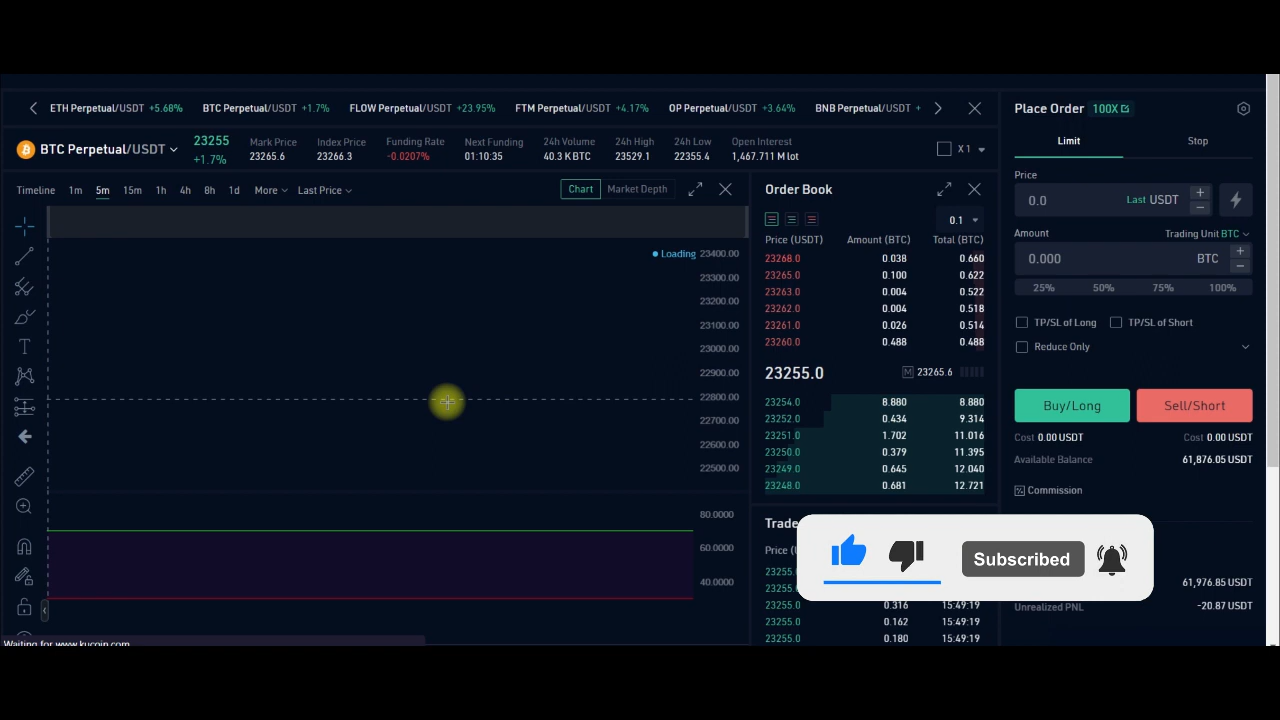 ETH Perpetual/USDT +5.68% BTC Perpetual/USDT +1.7% FLOW Perpetual/USDT +23.95% FTM Perpetual/USDT +4.17% OP Perpetual/USDT +3.64% BNB Perpetual/USDT +
BTC Perpetual/USDT
23255
+1.7%
Mark Price
23265.6
Index Price
23266.3
Funding Rate
-0.0207%
Next Funding
01:10:35
24h Volume
40.3 K BTC
24h High
23529.1
24h Low
22355.4
Open Interest
1,467.711 M lot
X 1
Timeline 1m 5m 15m 1h 4h 8h 1d More Last Price
Chart Market Depth
Loading
23400.00
23300.00
23200.00
23100.00
23000.00
22900.00
22800.00
22700.00
22600.00
22500.00
80.0000
60.0000
40.0000
Waiting for www.kucoin.com
Order Book
0.1
Price (USDT) Amount (BTC) Total (BTC)
23268.0 0.038 0.660
23265.0 0.100 0.622
23263.0 0.004 0.522
23262.0 0.004 0.518
23261.0 0.026 0.514
23260.0 0.488 0.488
23255.0 M 23265.6
23254.0 8.880 8.880
23252.0 0.434 9.314
23251.0 1.702 11.016
23250.0 0.379 11.395
23249.0 0.645 12.040
23248.0 0.681 12.721
Trade
Price (
23255.
23255.
23255.0 0.316 15:49:19
23255.0 0.162 15:49:19
23255.0 0.180 15:49:19
Place Order 100X
Limit Stop
Price
0.0 Last USDT
Amount Trading Unit BTC
0.000 BTC
25% 50% 75% 100%
TP/SL of Long TP/SL of Short
Reduce Only
Buy/Long Sell/Short
Cost 0.00 USDT Cost 0.00 USDT
Available Balance 61,876.05 USDT
Commission
Subscribed
61,976.85 USDT
Unrealized PNL -20.87 USDT